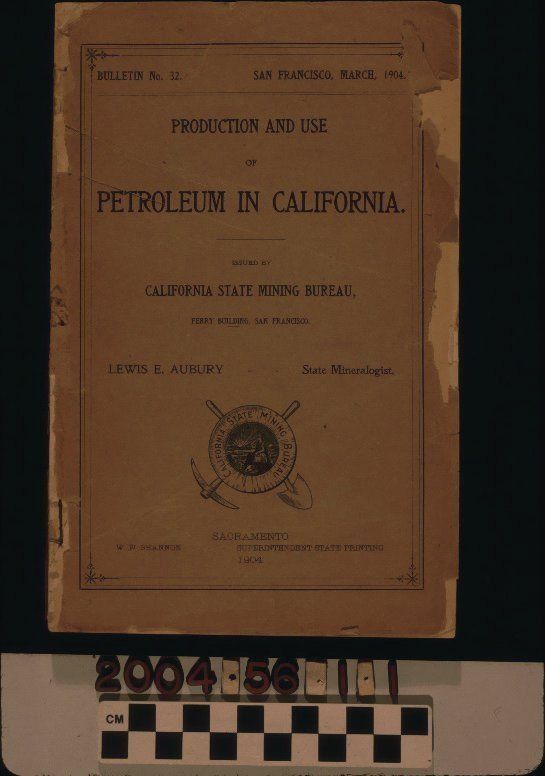 BULLETIN No. 32. SAN FRANCISCO, MARCH, 1904.
PRODUCTION AND USE
OF
PETROLEUM IN CALIFORNIA.
ISSUED BY
CALIFORNIA STATE MINING BUREAU,
FERRY BUILDING, SAN FRANCISCO.
LEWIS E. AUBURY - - State Mineralogist.
CALIFORNIA STATE MINING BUREAU
SACRAMENTO
W. W. SHANNON SUPERINTENDENT STATE PRINTING
1904
2004·56·1·1
CM